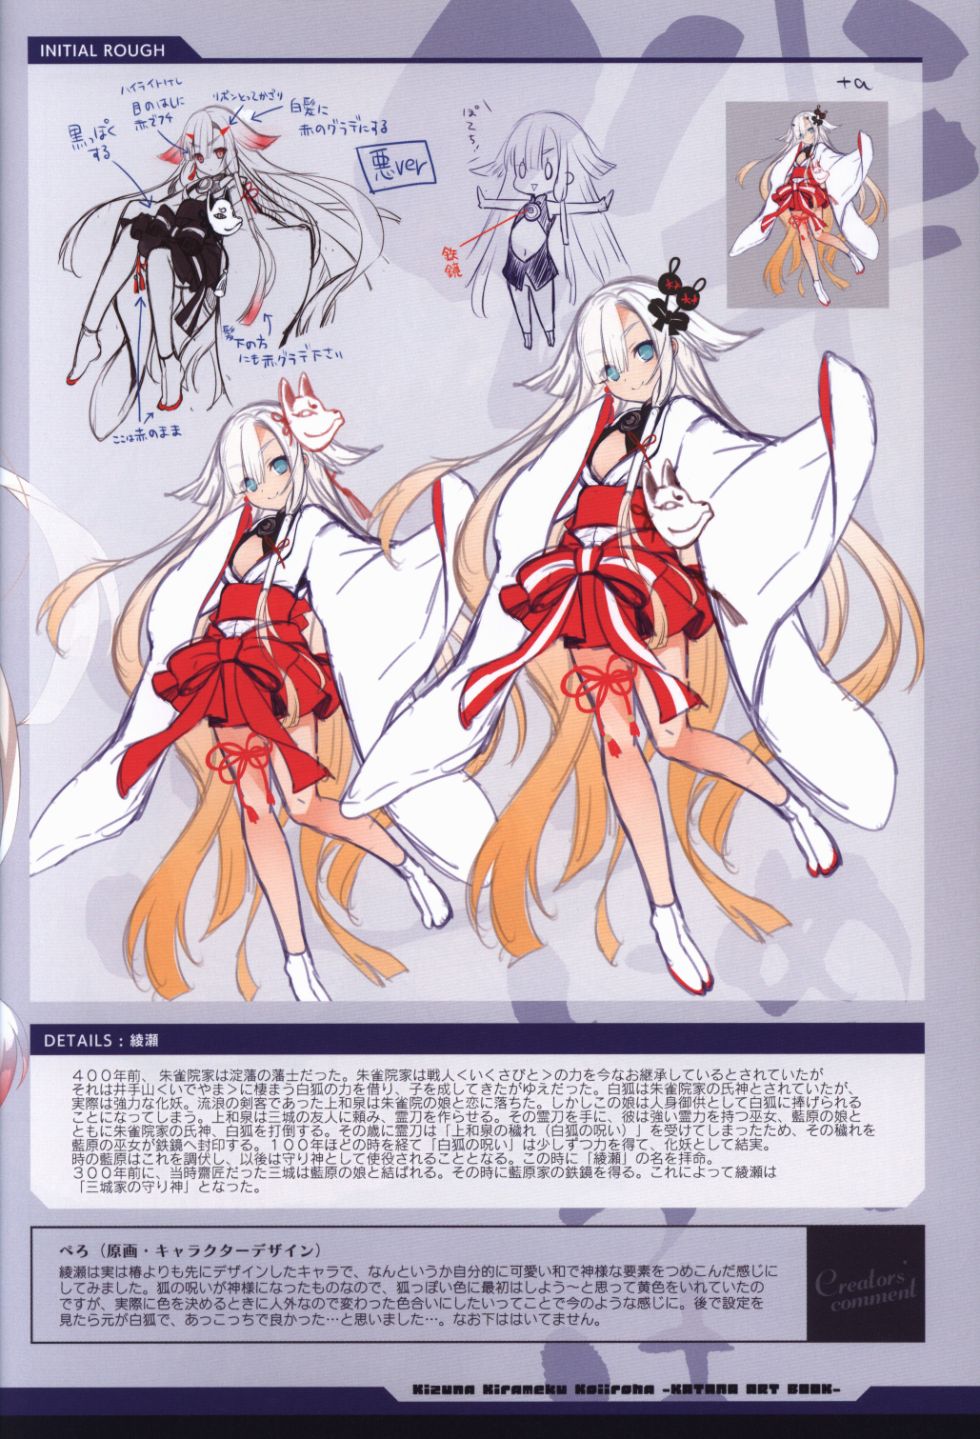 INITIAL ROUGH
+α
ハイライトけし
目のはしに
赤でフチ
リボンとってかざり
白髪に
赤のグラデにする
黒っぽく
する
悪ver
ぱてち!
鉄鏡
髪下の方
にも赤グラデ下さい
ここは赤のまま
DETAILS：綾瀬
４００年前、朱雀院家は淀藩の藩士だった。朱雀院家は戦人＜いくさびと＞の力を今なお継承しているとされていたが
それは井手山＜いでやま＞に棲まう白狐の力を借り、子を成してきたがゆえだった。白狐は朱雀院家の氏神とされていたが、
実際は強力な化妖。流浪の剣客であった上和泉は朱雀院の娘と恋に落ちた。しかしこの娘は人身御供として白狐に捧げられる
ことになってしまう。上和泉は三城の友人に頼み、霊刀を作らせる。その霊刀を手に、彼は強い霊力を持つ巫女、藍原の娘と
ともに朱雀院家の氏神、白狐を打倒する。その歳に霊刀は「上和泉の穢れ（白狐の呪い）」を受けてしまったため、その穢れを
藍原の巫女が鉄鏡へ封印する。１００年ほどの時を経て「白狐の呪い」は少しずつ力を得て、化妖として結実。
時の藍原はこれを調伏し、以後は守り神として使役されることとなる。この時に「綾瀬」の名を拝命。
３００年前に、当時齋匠だった三城は藍原の娘と結ばれる。その時に藍原家の鉄鏡を得る。これによって綾瀬は
「三城家の守り神」となった。
ぺろ（原画・キャラクターデザイン）
綾瀬は実は椿よりも先にデザインしたキャラで、なんというか自分的に可愛い和で神様な要素をつめこんだ感じに
してみました。狐の呪いが神様になったものなので、狐っぽい色に最初はしよう～と思って黄色をいれていたの
ですが、実際に色を決めるときに人外なので変わった色合いにしたいってことで今のような感じに。後で設定を
見たら元が白狐で、あっこっちで良かった…と思いました…。なお下ははいてません。
Creators'
comment
Kizuna Kirameku Koiiroha -KATANA ART BOOK-